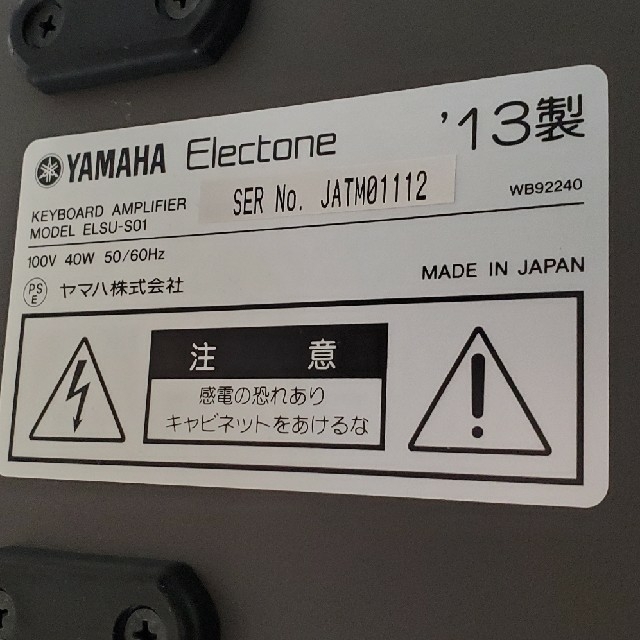 YAMAHA Electone '13製
KEYBOARD AMPLIFIER SER No. JATM01112 WB92240
MODEL ELSU-S01
100V 40W 50/60Hz
PSE ヤマハ株式会社 MADE IN JAPAN
注意
感電の恐れあり
キャビネットをあけるな